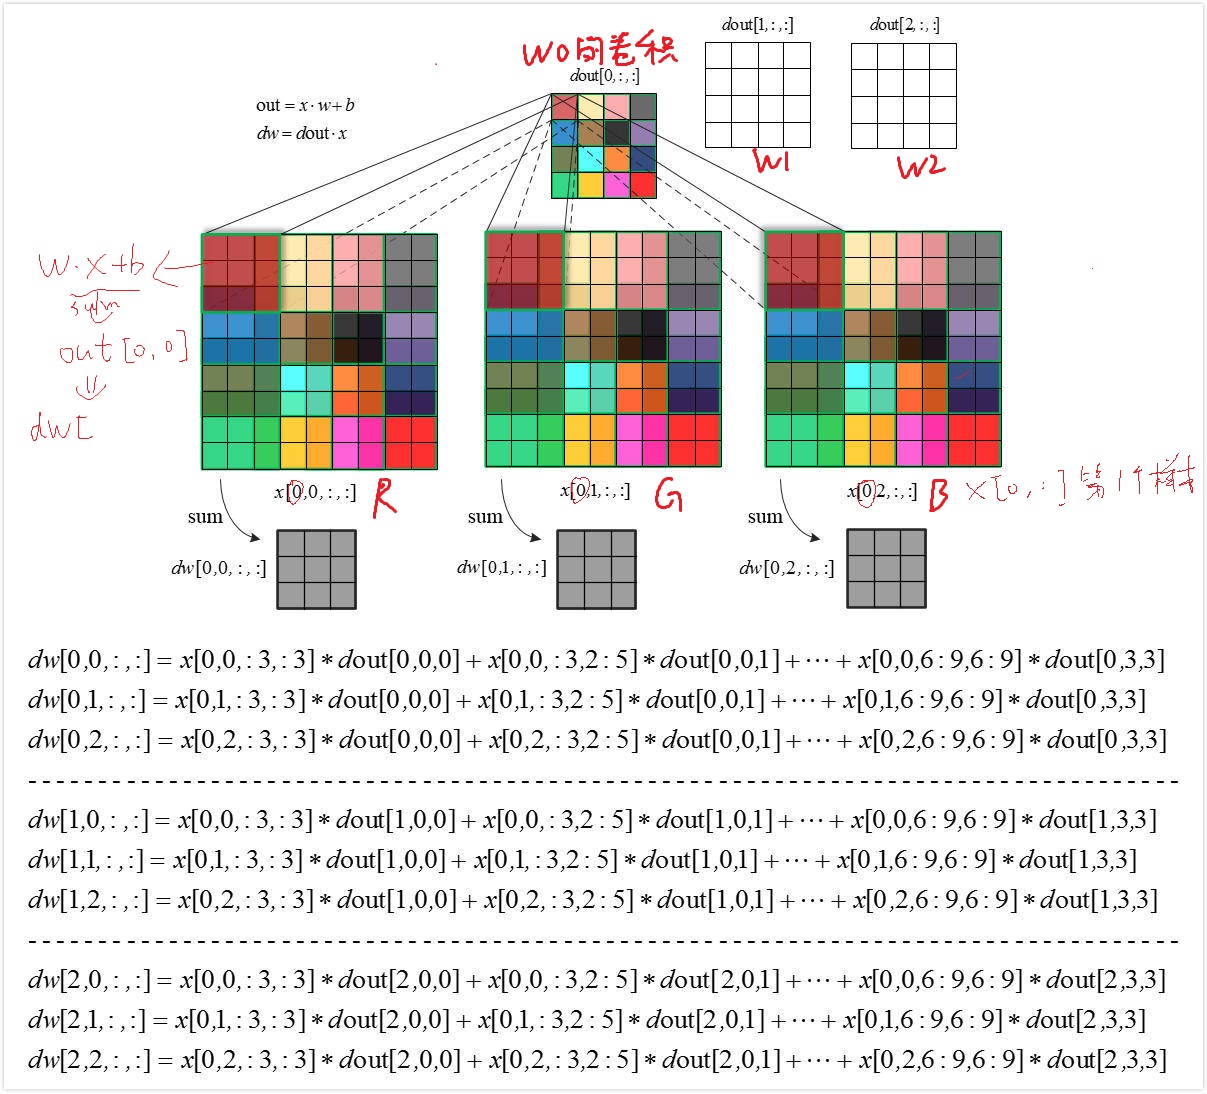 dout[1,:,:]
dout[2,:,:]
W0的卷积
dout[0,:,:]
out = x·w+b
dw = dout·x
W1
W2
W·X+b
sum
out[0,0]
dw[
x[0,0,:,:]
R
x[0,1,:,:]
G
x[0,2,:,:]
B
X[0,:]第1个样本
sum
sum
sum
dw[0,0,:,:]
dw[0,1,:,:]
dw[0,2,:,:]
dw[0,0,:,:] = x[0,0,:3,:3]*dout[0,0,0]+x[0,0,:3,2:5]*dout[0,0,1]+⋯+x[0,0,6:9,6:9]*dout[0,3,3]
dw[0,1,:,:] = x[0,1,:3,:3]*dout[0,0,0]+x[0,1,:3,2:5]*dout[0,0,1]+⋯+x[0,1,6:9,6:9]*dout[0,3,3]
dw[0,2,:,:] = x[0,2,:3,:3]*dout[0,0,0]+x[0,2,:3,2:5]*dout[0,0,1]+⋯+x[0,2,6:9,6:9]*dout[0,3,3]
dw[1,0,:,:] = x[0,0,:3,:3]*dout[1,0,0]+x[0,0,:3,2:5]*dout[1,0,1]+⋯+x[0,0,6:9,6:9]*dout[1,3,3]
dw[1,1,:,:] = x[0,1,:3,:3]*dout[1,0,0]+x[0,1,:3,2:5]*dout[1,0,1]+⋯+x[0,1,6:9,6:9]*dout[1,3,3]
dw[1,2,:,:] = x[0,2,:3,:3]*dout[1,0,0]+x[0,2,:3,2:5]*dout[1,0,1]+⋯+x[0,2,6:9,6:9]*dout[1,3,3]
dw[2,0,:,:] = x[0,0,:3,:3]*dout[2,0,0]+x[0,0,:3,2:5]*dout[2,0,1]+⋯+x[0,0,6:9,6:9]*dout[2,3,3]
dw[2,1,:,:] = x[0,1,:3,:3]*dout[2,0,0]+x[0,1,:3,2:5]*dout[2,0,1]+⋯+x[0,1,6:9,6:9]*dout[2,3,3]
dw[2,2,:,:] = x[0,2,:3,:3]*dout[2,0,0]+x[0,2,:3,2:5]*dout[2,0,1]+⋯+x[0,2,6:9,6:9]*dout[2,3,3]